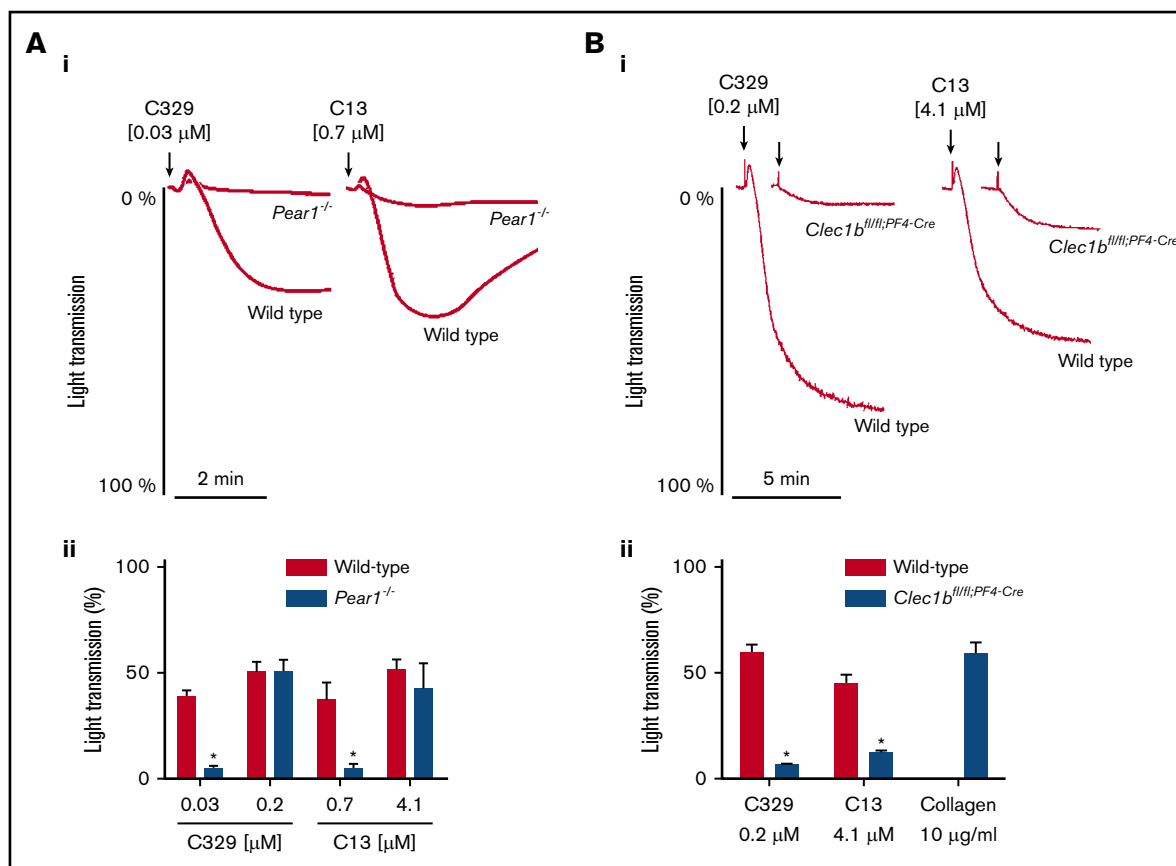 A
i
C329
[0.03 μM]
C13
[0.7 μM]
0 %
Pear1-/-
Pear1-/-
Wild type
Wild type
Light transmission
100 %
2 min
ii
Wild-type
Pear1-/-
Light transmission (%)
100
50
0
*
*
0.03 0.2 0.7 4.1
C329 [μM] C13 [μM]
B
i
C329
[0.2 μM]
C13
[4.1 μM]
0 %
Clec1bfl/fl;PF4-Cre
Clec1bfl/fl;PF4-Cre
Wild type
Wild type
Light transmission
100 %
5 min
ii
Wild-type
Clec1bfl/fl;PF4-Cre
Light transmission (%)
100
50
0
*
*
C329 C13 Collagen
0.2 μM 4.1 μM 10 μg/ml